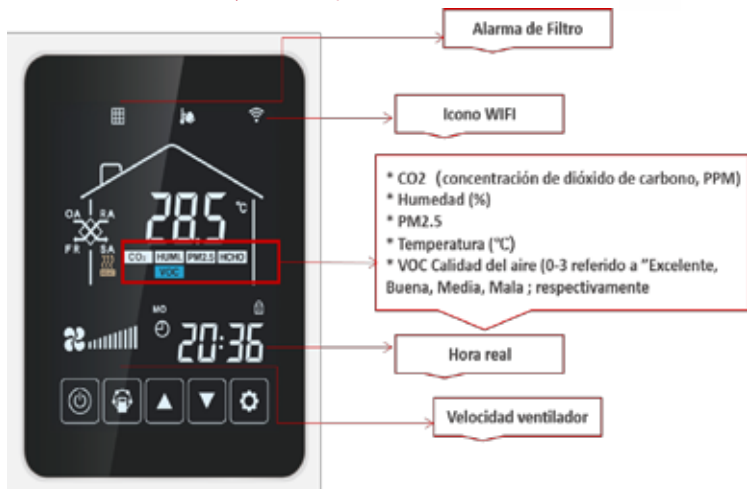 Alarma de Filtro
Icono WIFI
* CO2 (concentración de dióxido de carbono, PPM)
* Humedad (%)
* PM2.5
* Temperatura (℃)
* VOC Calidad del aire (0-3 referido a "Excelente,
Buena, Media, Mala ; respectivamente
Hora real
Velocidad ventilador
OA RA
28.5 ℃
FR SA
CO₂ HUMI. PM2.5 HCHO
VOC
MO
20:36